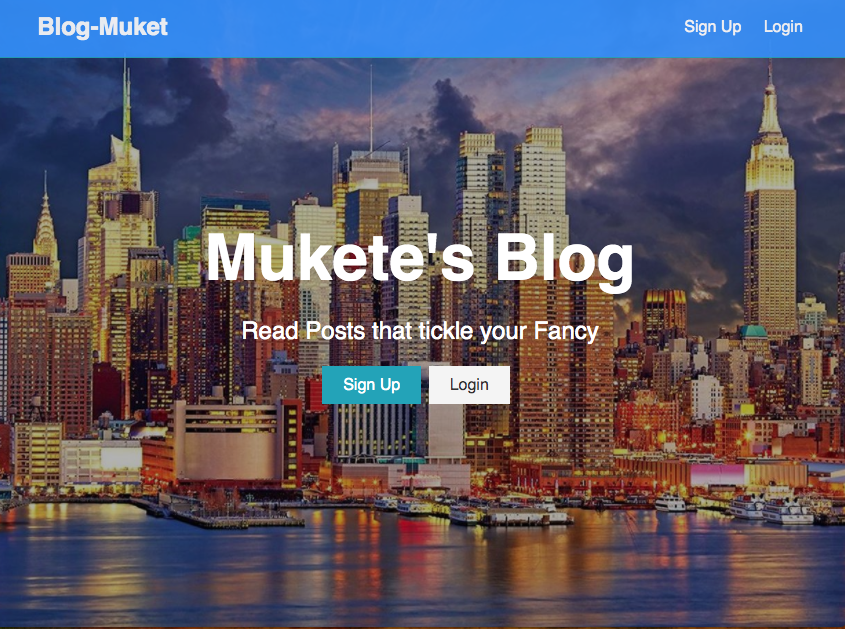 Blog-Muket
Sign Up Login
Mukete's Blog
Read Posts that tickle your Fancy
Sign Up Login